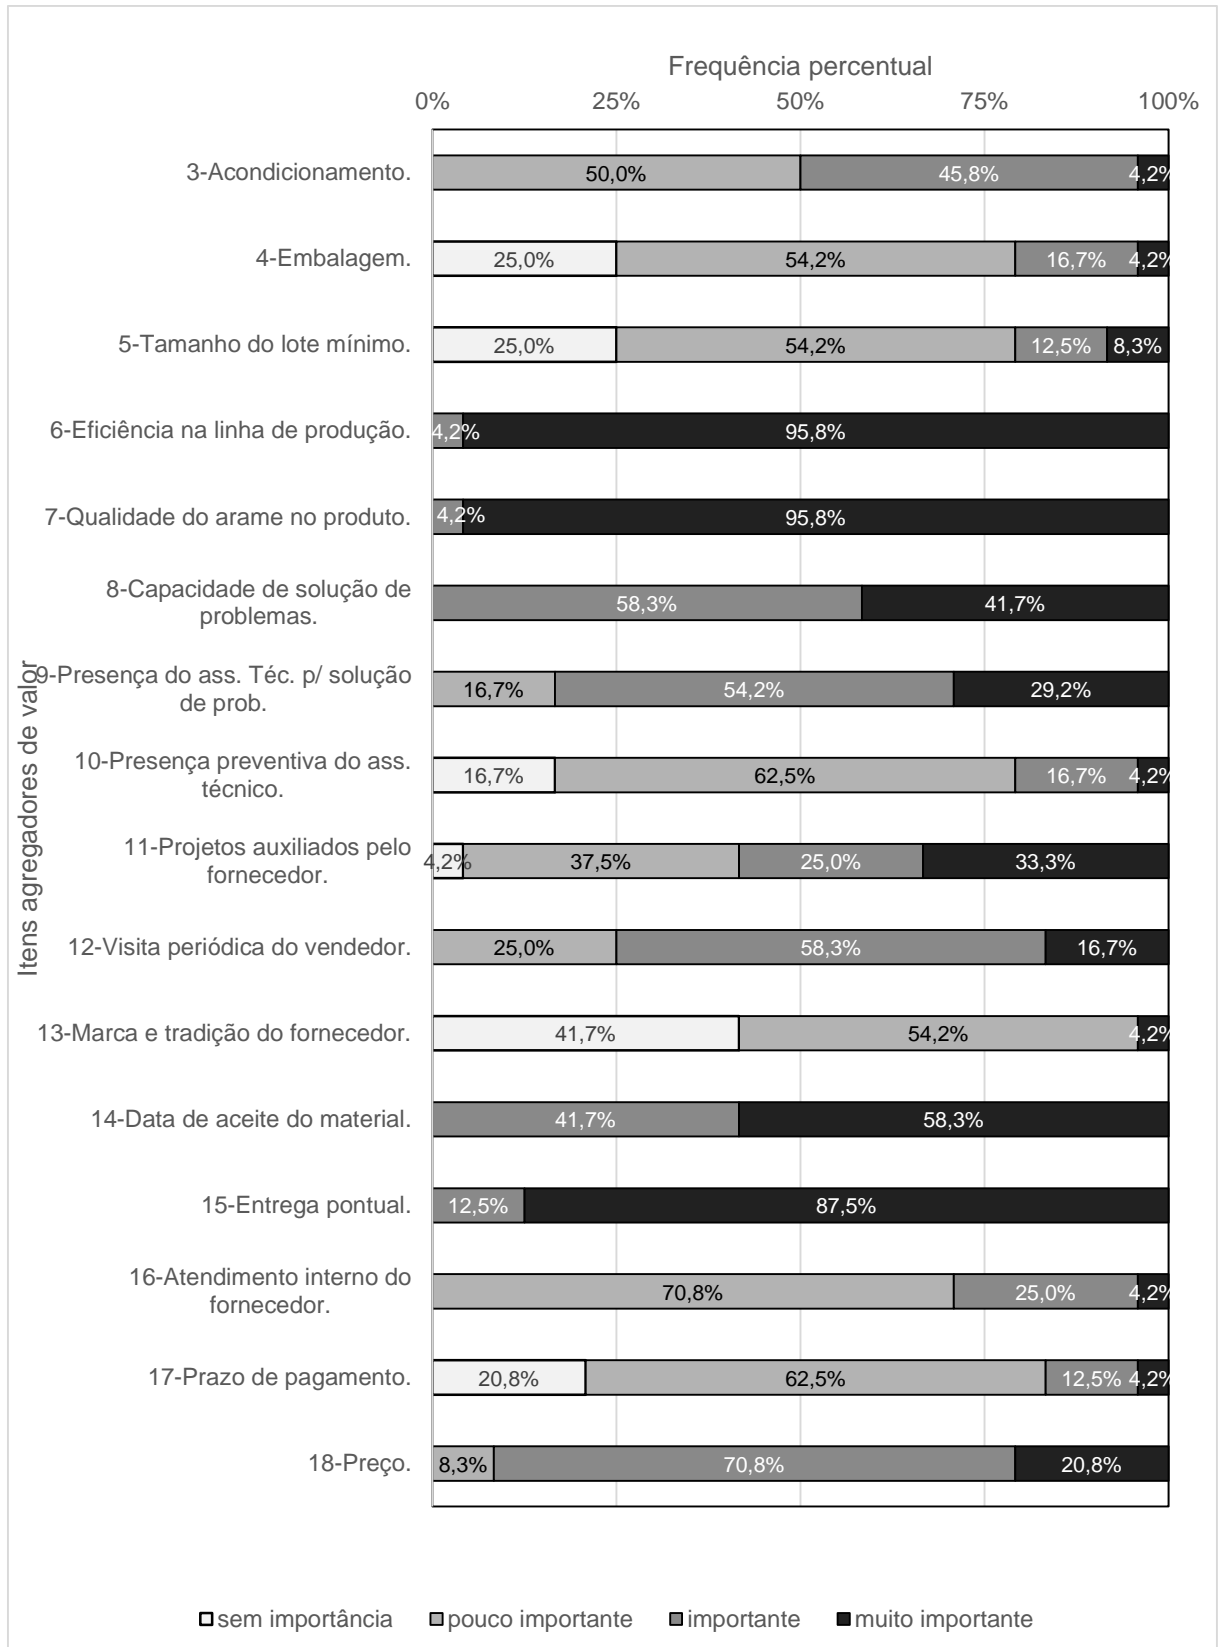 Frequência percentual
0% 25% 50% 75% 100%
3-Acondicionamento. 50,0% 45,8% 4,2%
4-Embalagem. 25,0% 54,2% 16,7% 4,2%
5-Tamanho do lote mínimo. 25,0% 54,2% 12,5% 8,3%
6-Eficiência na linha de produção. 4,2% 95,8%
7-Qualidade do arame no produto. 4,2% 95,8%
8-Capacidade de solução de
problemas. 58,3% 41,7%
9-Presença do ass. Téc. p/ solução
de prob. 16,7% 54,2% 29,2%
10-Presença preventiva do ass.
técnico. 16,7% 62,5% 16,7% 4,2%
11-Projetos auxiliados pelo
fornecedor. 4,2% 37,5% 25,0% 33,3%
12-Visita periódica do vendedor. 25,0% 58,3% 16,7%
13-Marca e tradição do fornecedor. 41,7% 54,2% 4,2%
14-Data de aceite do material. 41,7% 58,3%
15-Entrega pontual. 12,5% 87,5%
16-Atendimento interno do
fornecedor. 70,8% 25,0% 4,2%
17-Prazo de pagamento. 20,8% 62,5% 12,5% 4,2%
18-Preço. 8,3% 70,8% 20,8%
Itens agregadores de valor
sem importância pouco importante importante muito importante